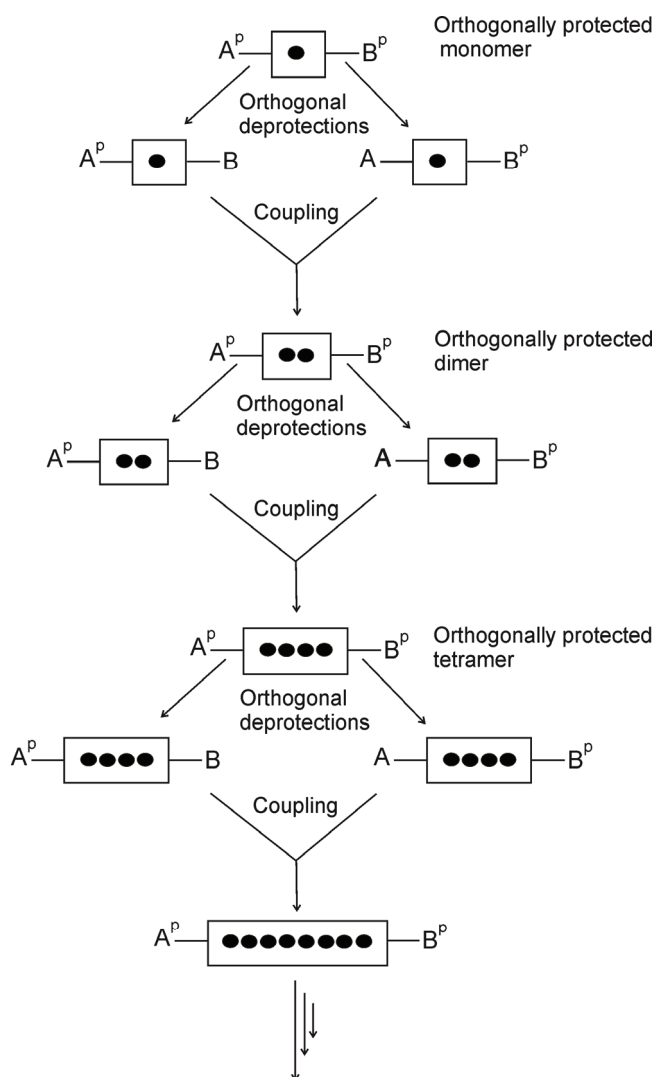 A^p B^p
Orthogonally protected
monomer
Orthogonal
deprotections
A^p B
A B^p
Coupling
A^p B^p
Orthogonally protected
dimer
Orthogonal
deprotections
A^p B
A B^p
Coupling
A^p B^p
Orthogonally protected
tetramer
Orthogonal
deprotections
A^p B
A B^p
Coupling
A^p B^p